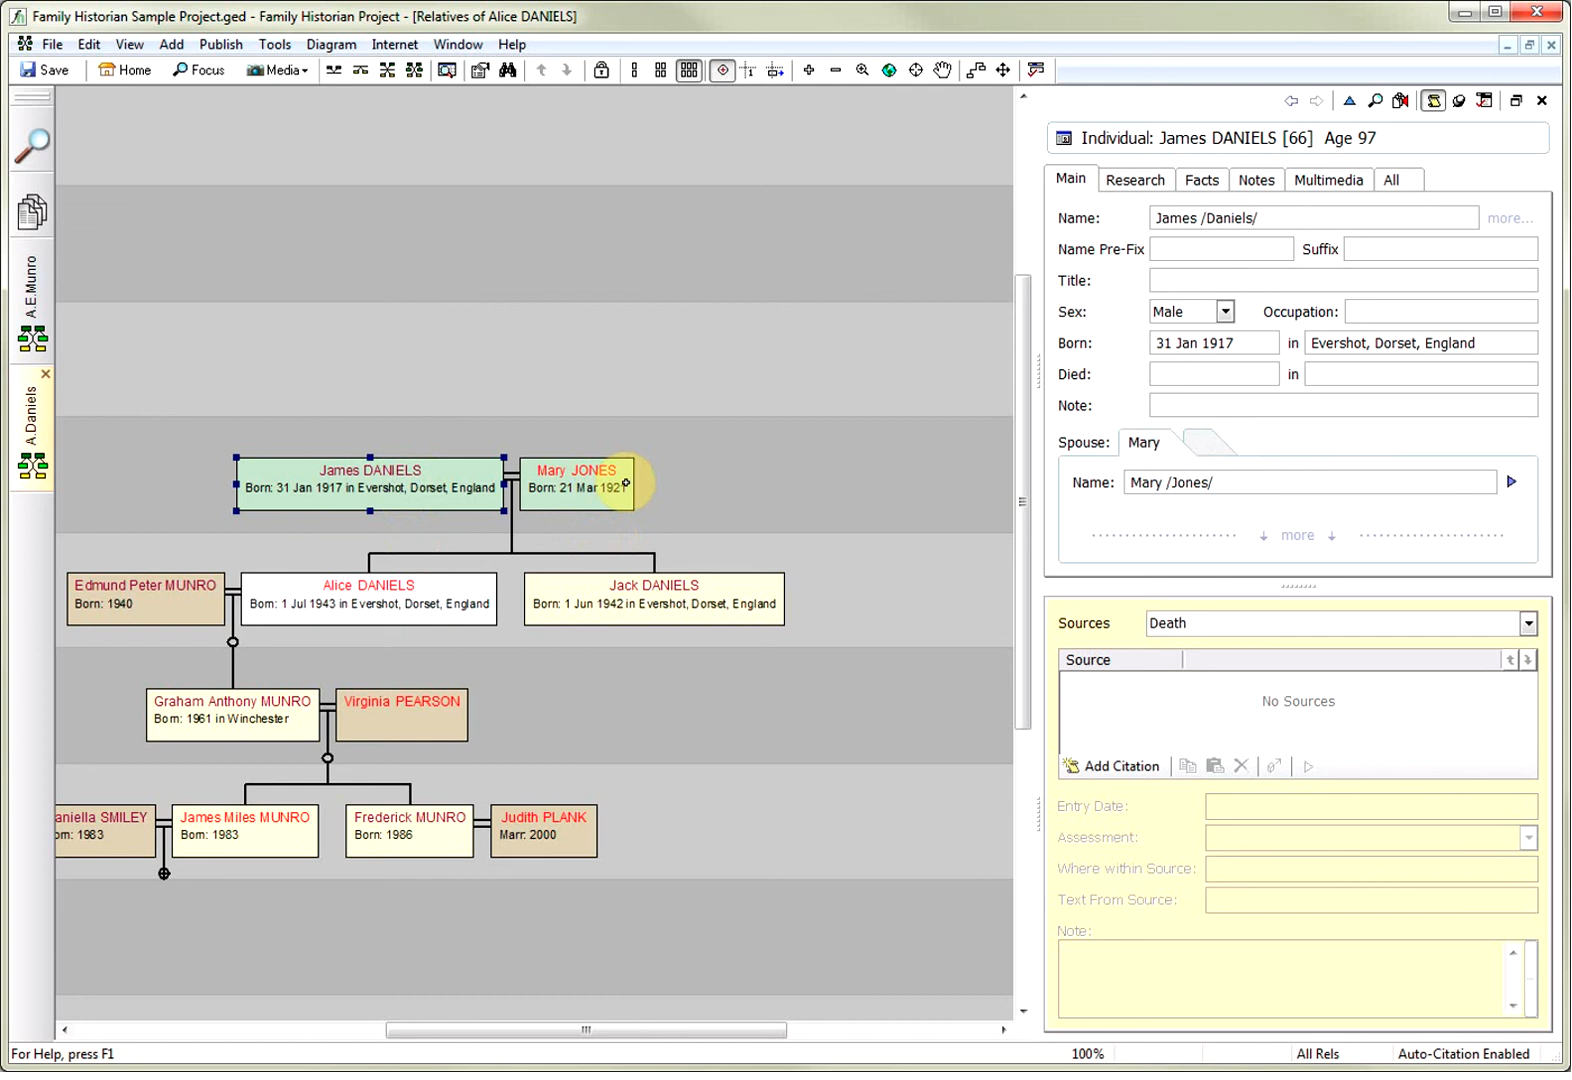 Family Historian Sample Project.ged - Family Historian Project - [Relatives of Alice DANIELS]
File Edit View Add Publish Tools Diagram Internet Window Help
Save Home Focus Media
A.E.Munro
A.Daniels
James DANIELS
Born: 31 Jan 1917 in Evershot, Dorset, England
Mary JONES
Born: 21 Mar 1921
Edmund Peter MUNRO
Born: 1940
Alice DANIELS
Born: 1 Jul 1943 in Evershot, Dorset, England
Jack DANIELS
Born: 1 Jun 1942 in Evershot, Dorset, England
Graham Anthony MUNRO
Born: 1961 in Winchester
Virginia PEARSON
aniella SMILEY
orn: 1983
James Miles MUNRO
Born: 1983
Frederick MUNRO
Born: 1986
Judith PLANK
Marr: 2000
Individual: James DANIELS [66] Age 97
Main Research Facts Notes Multimedia All
Name: James /Daniels/ more...
Name Pre-Fix Suffix
Title:
Sex: Male Occupation:
Born: 31 Jan 1917 in Evershot, Dorset, England
Died: in
Note:
Spouse: Mary
Name: Mary /Jones/
more
Sources Death
Source
No Sources
Add Citation
Entry Date:
Assessment:
Where within Source:
Text From Source:
Note:
For Help, press F1 100% All Rels Auto-Citation Enabled